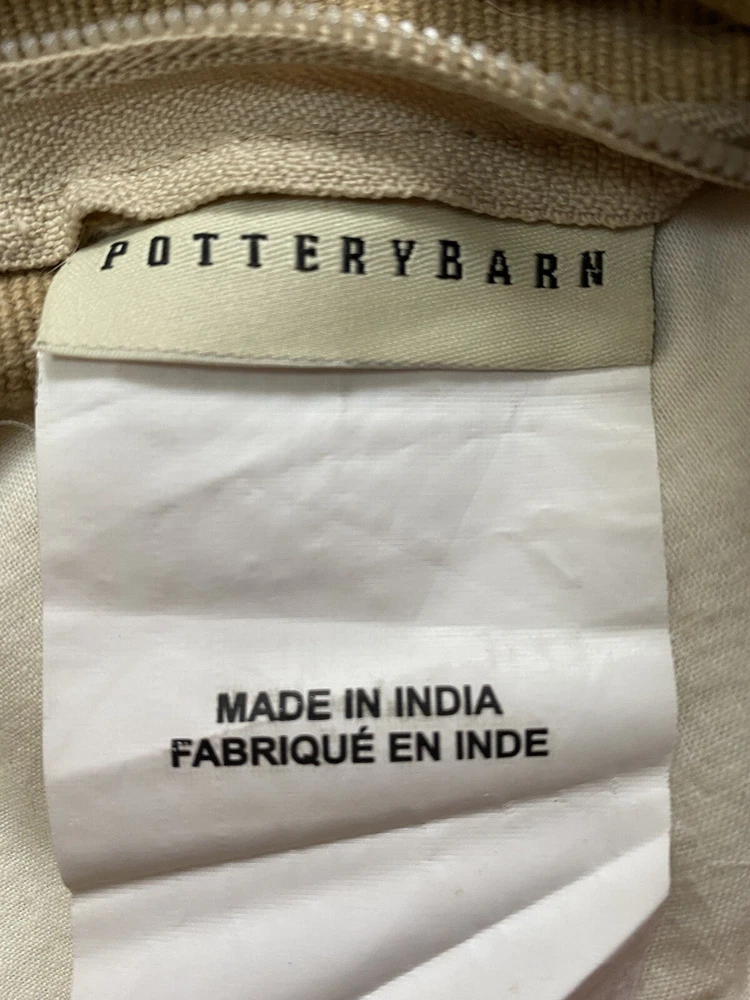 POTTERYBARN
MADE IN INDIA
FABRIQUÉ EN INDE